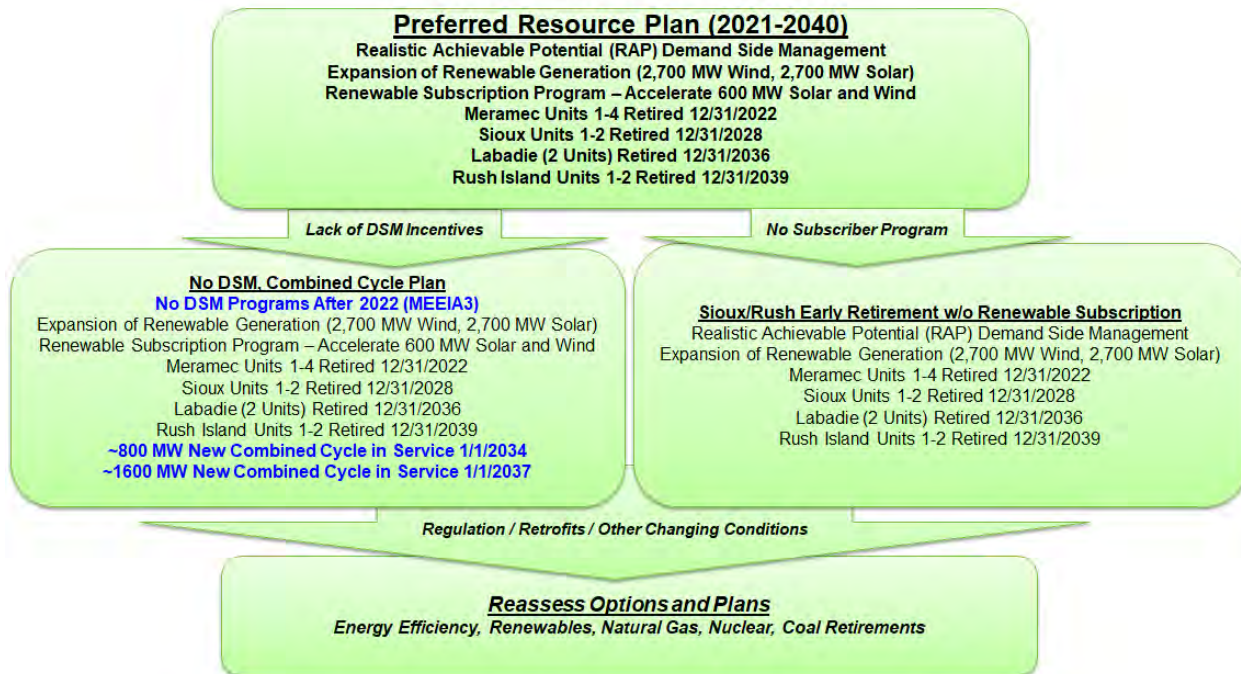 Preferred Resource Plan (2021-2040)
Realistic Achievable Potential (RAP) Demand Side Management
Expansion of Renewable Generation (2,700 MW Wind, 2,700 MW Solar)
Renewable Subscription Program – Accelerate 600 MW Solar and Wind
Meramec Units 1-4 Retired 12/31/2022
Sioux Units 1-2 Retired 12/31/2028
Labadie (2 Units) Retired 12/31/2036
Rush Island Units 1-2 Retired 12/31/2039
Lack of DSM Incentives
No Subscriber Program
No DSM, Combined Cycle Plan
No DSM Programs After 2022 (MEEIA3)
Expansion of Renewable Generation (2,700 MW Wind, 2,700 MW Solar)
Renewable Subscription Program – Accelerate 600 MW Solar and Wind
Meramec Units 1-4 Retired 12/31/2022
Sioux Units 1-2 Retired 12/31/2028
Labadie (2 Units) Retired 12/31/2036
Rush Island Units 1-2 Retired 12/31/2039
~800 MW New Combined Cycle in Service 1/1/2034
~1600 MW New Combined Cycle in Service 1/1/2037
Sioux/Rush Early Retirement w/o Renewable Subscription
Realistic Achievable Potential (RAP) Demand Side Management
Expansion of Renewable Generation (2,700 MW Wind, 2,700 MW Solar)
Meramec Units 1-4 Retired 12/31/2022
Sioux Units 1-2 Retired 12/31/2028
Labadie (2 Units) Retired 12/31/2036
Rush Island Units 1-2 Retired 12/31/2039
Regulation / Retrofits / Other Changing Conditions
Reassess Options and Plans
Energy Efficiency, Renewables, Natural Gas, Nuclear, Coal Retirements